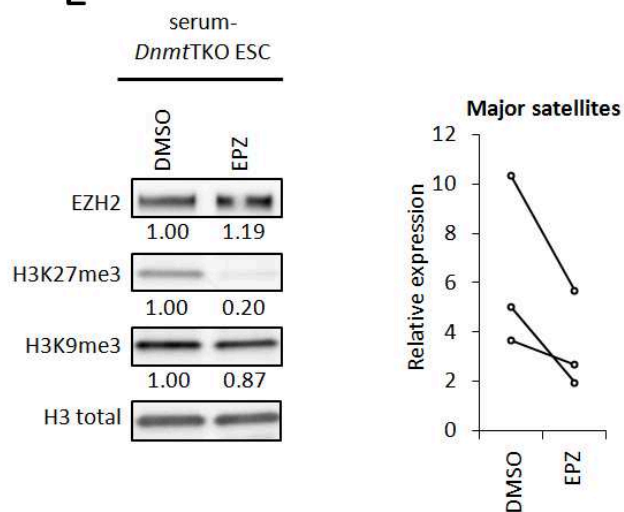 E
serum-
DnmtTKO ESC
DMSO
EPZ
EZH2
1.00 1.19
H3K27me3
1.00 0.20
H3K9me3
1.00 0.87
H3 total
Major satellites
Relative expression
12
10
8
6
4
2
0
DMSO
EPZ